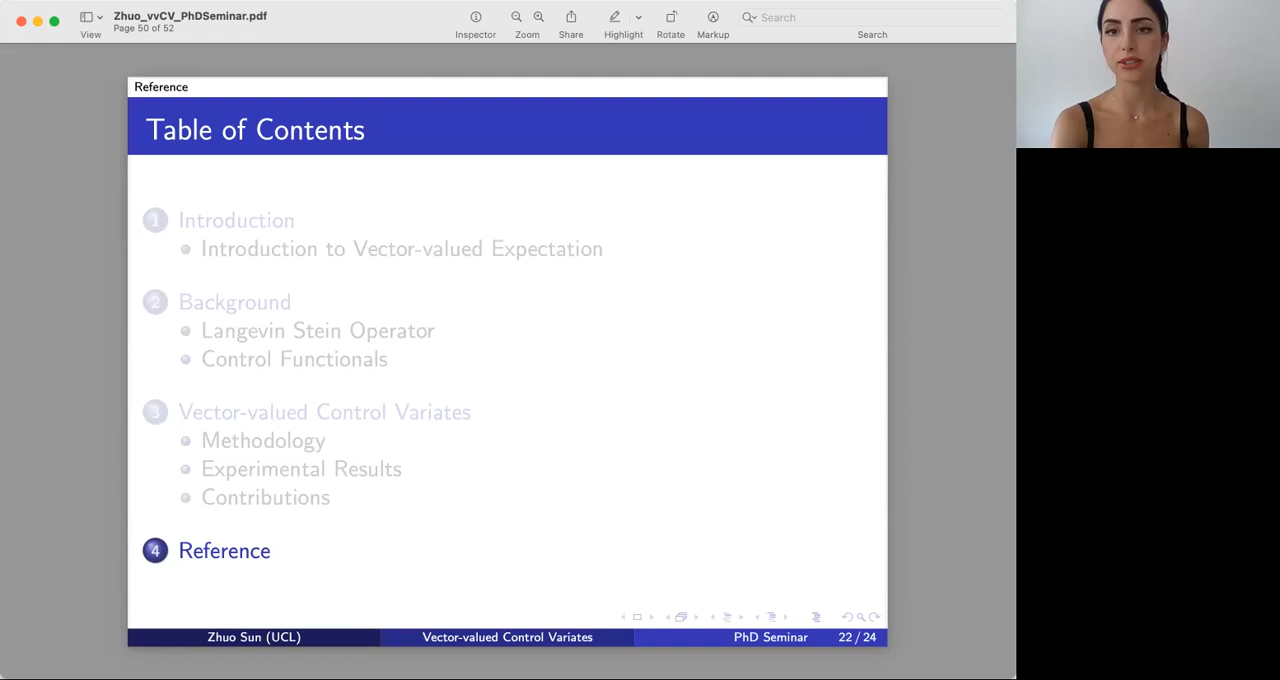 Zhuo_vvCV_PhDSeminar.pdf
Page 50 of 52
View
Inspector
Zoom
Share
Highlight
Rotate
Markup
Search
Search
Reference
Table of Contents
1 Introduction
Introduction to Vector-valued Expectation
2 Background
Langevin Stein Operator
Control Functionals
3 Vector-valued Control Variates
Methodology
Experimental Results
Contributions
4 Reference
Zhuo Sun (UCL)
Vector-valued Control Variates
PhD Seminar
22 / 24